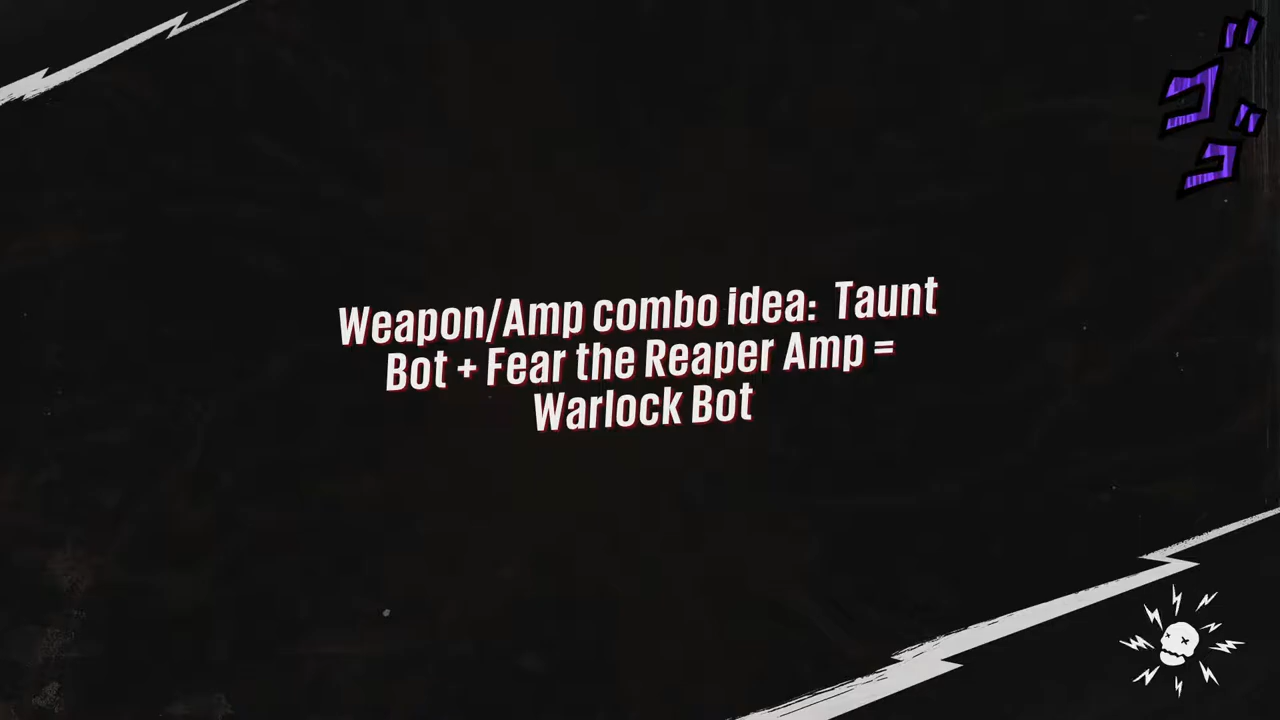 Weapon/Amp combo idea:  Taunt
Bot + Fear the Reaper Amp =
Warlock Bot
ゴゴ